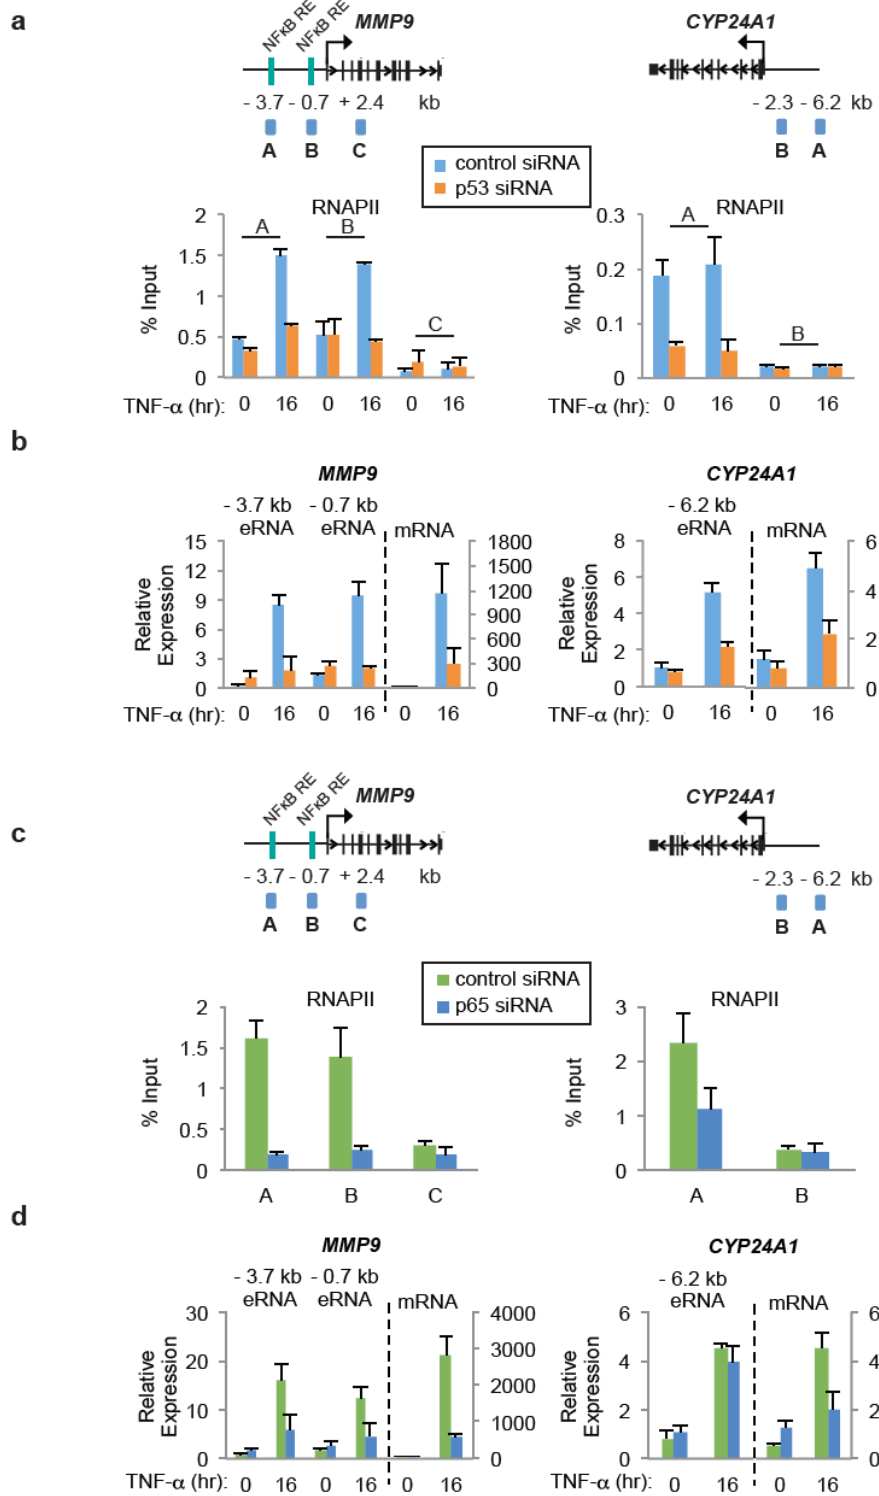 a
NFκB RE NFκB RE
MMP9
CYP24A1
- 3.7 - 0.7 + 2.4 kb
A B C
- 2.3 - 6.2 kb
B A
control siRNA
p53 siRNA
RNAPII
% Input
2
1.5
1
0.5
0
A B C
TNF-α (hr): 0 16 0 16 0 16
RNAPII
% Input
0.3
0.2
0.1
0
A B
TNF-α (hr): 0 16 0 16
b
MMP9
- 3.7 kb - 0.7 kb
eRNA eRNA mRNA
Relative
Expression
15
12
9
6
3
0
1800
1500
1200
900
600
300
0
TNF-α (hr): 0 16 0 16 0 16
CYP24A1
- 6.2 kb
eRNA mRNA
Relative
Expression
8
6
4
2
0
6
4
2
0
TNF-α (hr): 0 16 0 16
c
NFκB RE NFκB RE
MMP9
CYP24A1
- 3.7 - 0.7 + 2.4 kb
A B C
- 2.3 - 6.2 kb
B A
control siRNA
p65 siRNA
RNAPII
% Input
2
1.5
1
0.5
0
A B C
RNAPII
% Input
3
2
1
0
A B
d
MMP9
- 3.7 kb - 0.7 kb
eRNA eRNA mRNA
Relative
Expression
30
20
10
0
4000
3000
2000
1000
0
TNF-α (hr): 0 16 0 16 0 16
CYP24A1
- 6.2 kb
eRNA mRNA
Relative
Expression
6
4
2
0
6
4
2
0
TNF-α (hr): 0 16 0 16